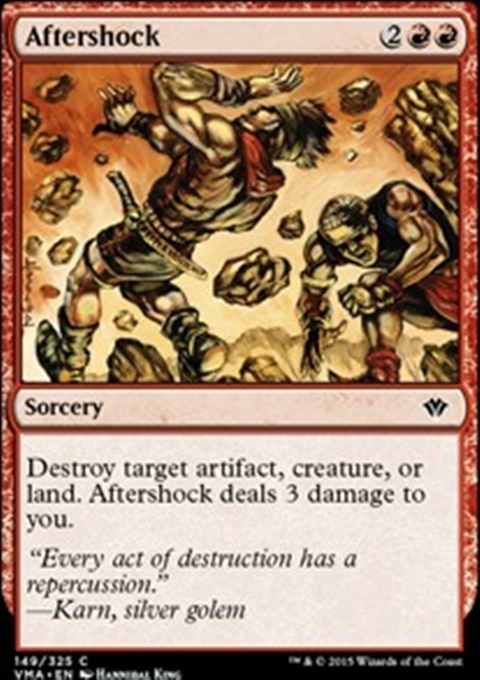 Aftershock 2
Sorcery
Destroy target artifact, creature, or
land. Aftershock deals 3 damage to
you.
“Every act of destruction has a
repercussion.”
—Karn, silver golem
149/325 C
™ & © 2015 Wizards of the Coast
VMA • EN Hannibal King